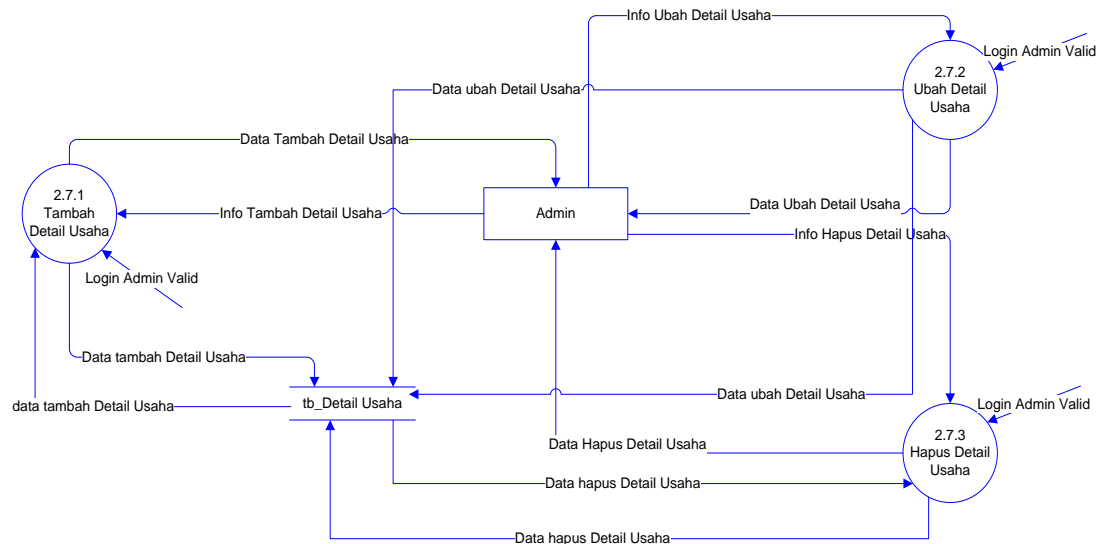 Info Ubah Detail Usaha
Login Admin Valid
2.7.2
Ubah Detail
Usaha
Data ubah Detail Usaha
Data Tambah Detail Usaha
2.7.1
Tambah
Detail Usaha
Info Tambah Detail Usaha
Admin
Data Ubah Detail Usaha
Info Hapus Detail Usaha
Login Admin Valid
Data tambah Detail Usaha
data tambah Detail Usaha
tb_Detail Usaha
Data ubah Detail Usaha
Login Admin Valid
2.7.3
Hapus Detail
Usaha
Data Hapus Detail Usaha
Data hapus Detail Usaha
Data hapus Detail Usaha